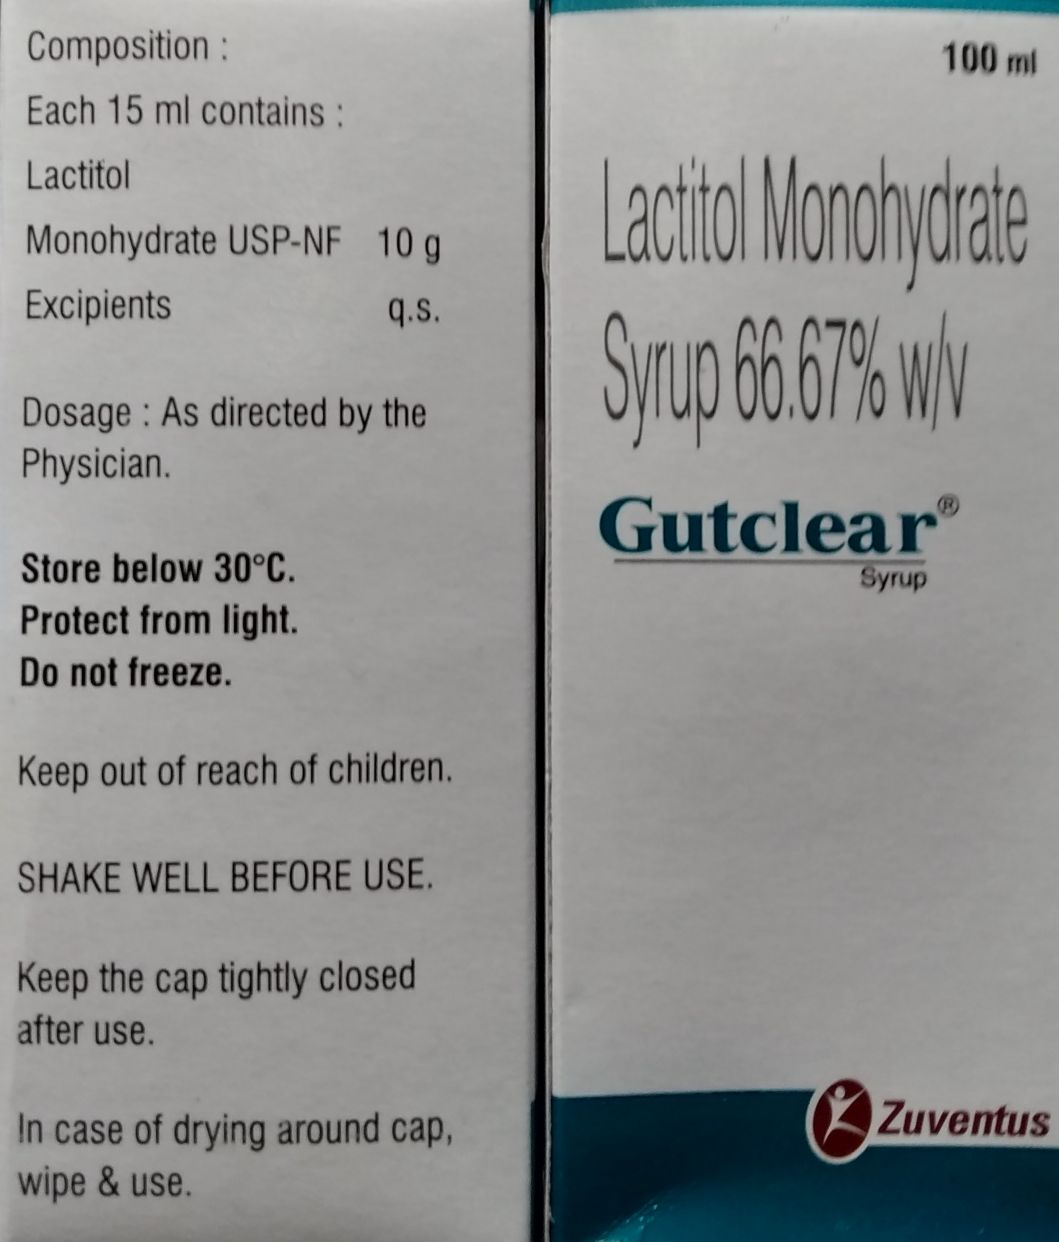 Composition :
Each 15 ml contains :
Lactitol
Monohydrate USP-NF 10 g
Excipients q.s.
Dosage : As directed by the
Physician.
Store below 30°C.
Protect from light.
Do not freeze.
Keep out of reach of children.
SHAKE WELL BEFORE USE.
Keep the cap tightly closed
after use.
In case of drying around cap,
wipe & use.
100 ml
Lactitol Monohydrate
Syrup 66.67% w/v
Gutclear®
Syrup
Zuventus